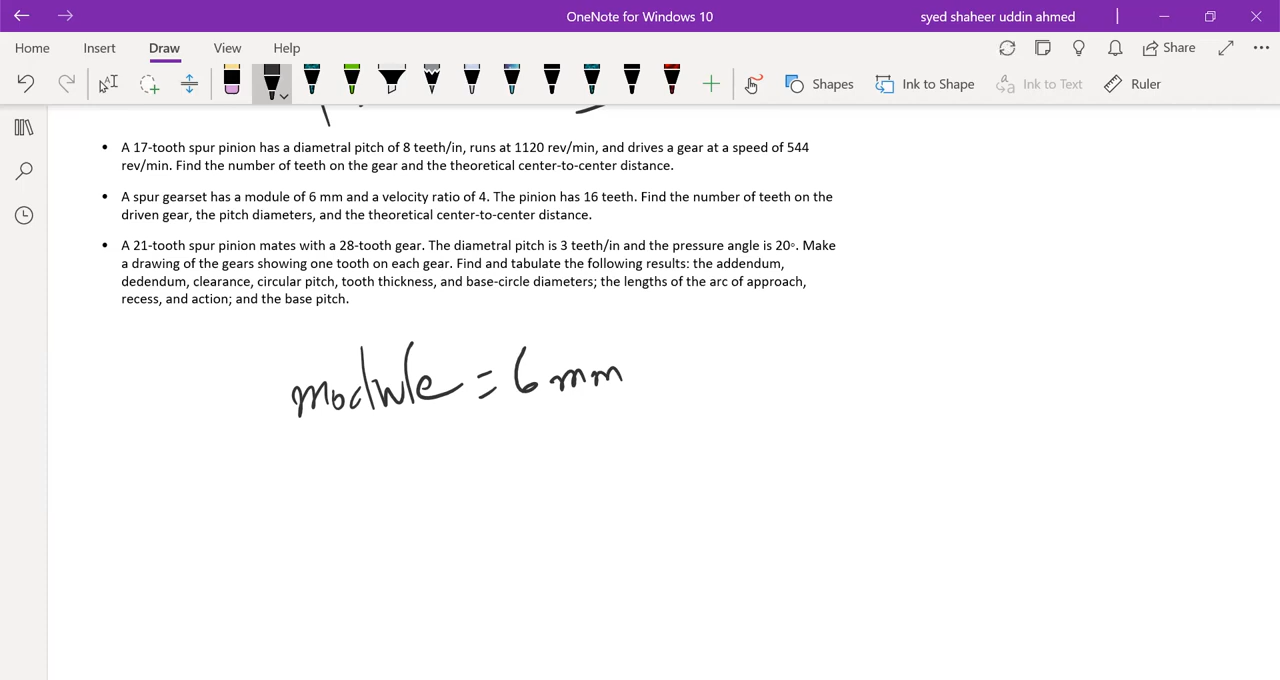 OneNote for Windows 10
syed shaheer uddin ahmed
Home Insert Draw View Help
Share
Shapes Ink to Shape Ink to Text Ruler
• A 17-tooth spur pinion has a diametral pitch of 8 teeth/in, runs at 1120 rev/min, and drives a gear at a speed of 544
rev/min. Find the number of teeth on the gear and the theoretical center-to-center distance.
• A spur gearset has a module of 6 mm and a velocity ratio of 4. The pinion has 16 teeth. Find the number of teeth on the
driven gear, the pitch diameters, and the theoretical center-to-center distance.
• A 21-tooth spur pinion mates with a 28-tooth gear. The diametral pitch is 3 teeth/in and the pressure angle is 20◦. Make
a drawing of the gears showing one tooth on each gear. Find and tabulate the following results: the addendum,
dedendum, clearance, circular pitch, tooth thickness, and base-circle diameters; the lengths of the arc of approach,
recess, and action; and the base pitch.
module = 6 mm